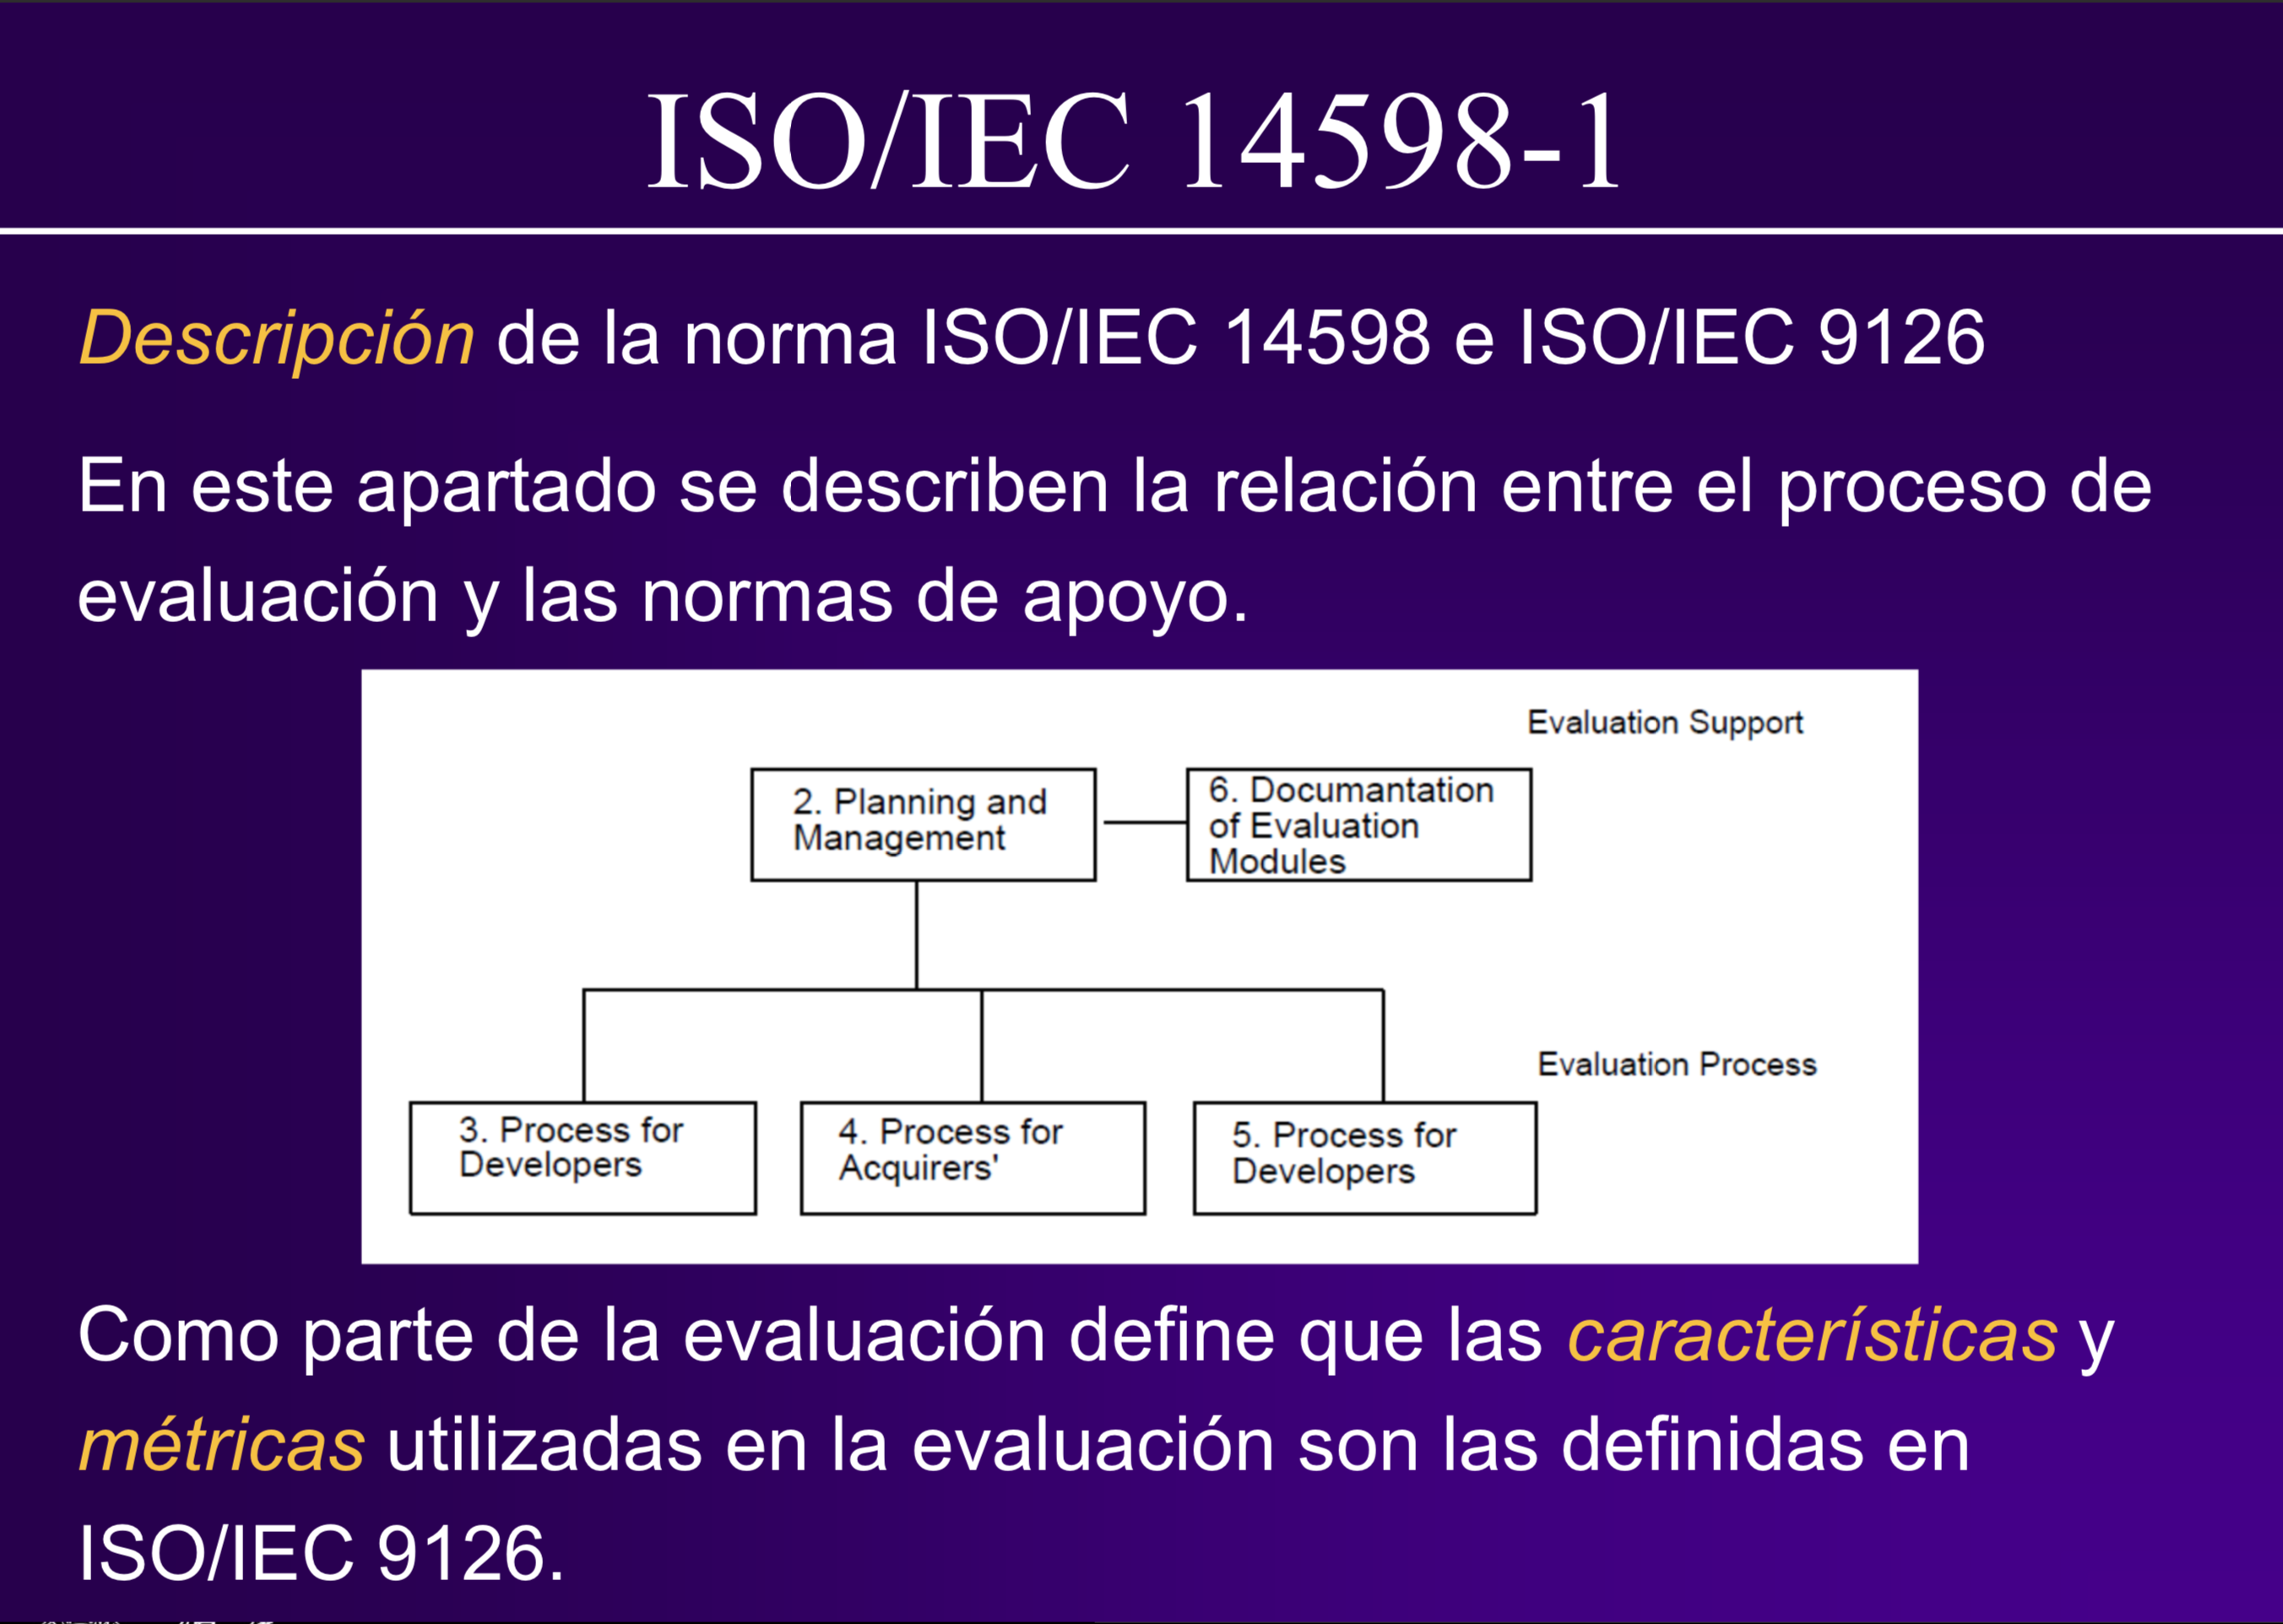 ISO/IEC 14598-1
Descripción de la norma ISO/IEC 14598 e ISO/IEC 9126
En este apartado se describen la relación entre el proceso de
evaluación y las normas de apoyo.
Evaluation Support
2. Planning and
Management
6. Documantation
of Evaluation
Modules
Evaluation Process
3. Process for
Developers
4. Process for
Acquirers'
5. Process for
Developers
Como parte de la evaluación define que las características y
métricas utilizadas en la evaluación son las definidas en
ISO/IEC 9126.